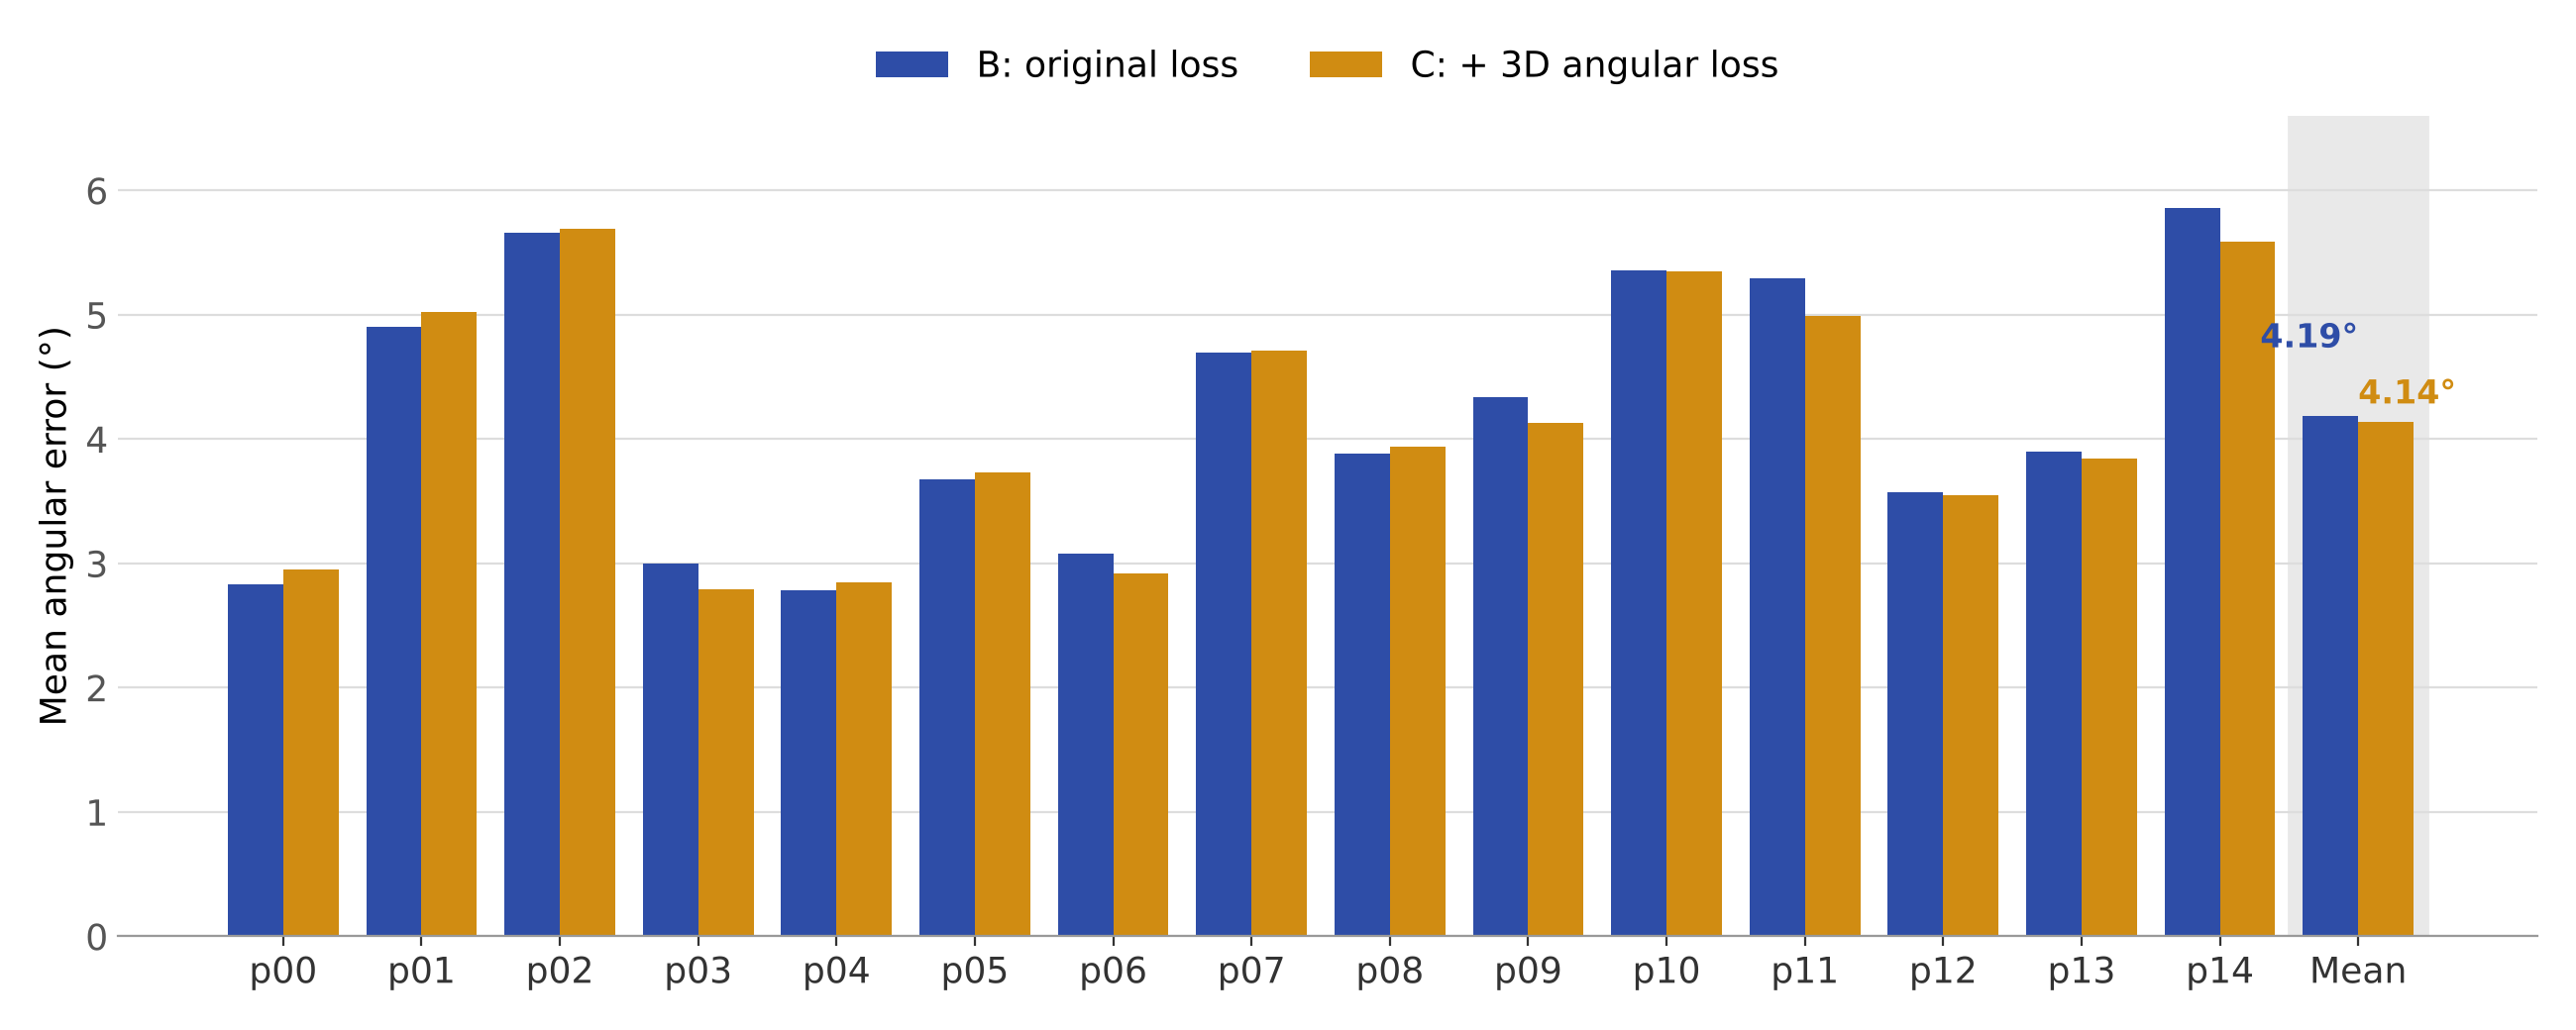 B: original loss
C: + 3D angular loss
Mean angular error (°)
6
5
4
3
2
1
0
4.19°
4.14°
p00 p01 p02 p03 p04 p05 p06 p07 p08 p09 p10 p11 p12 p13 p14 Mean